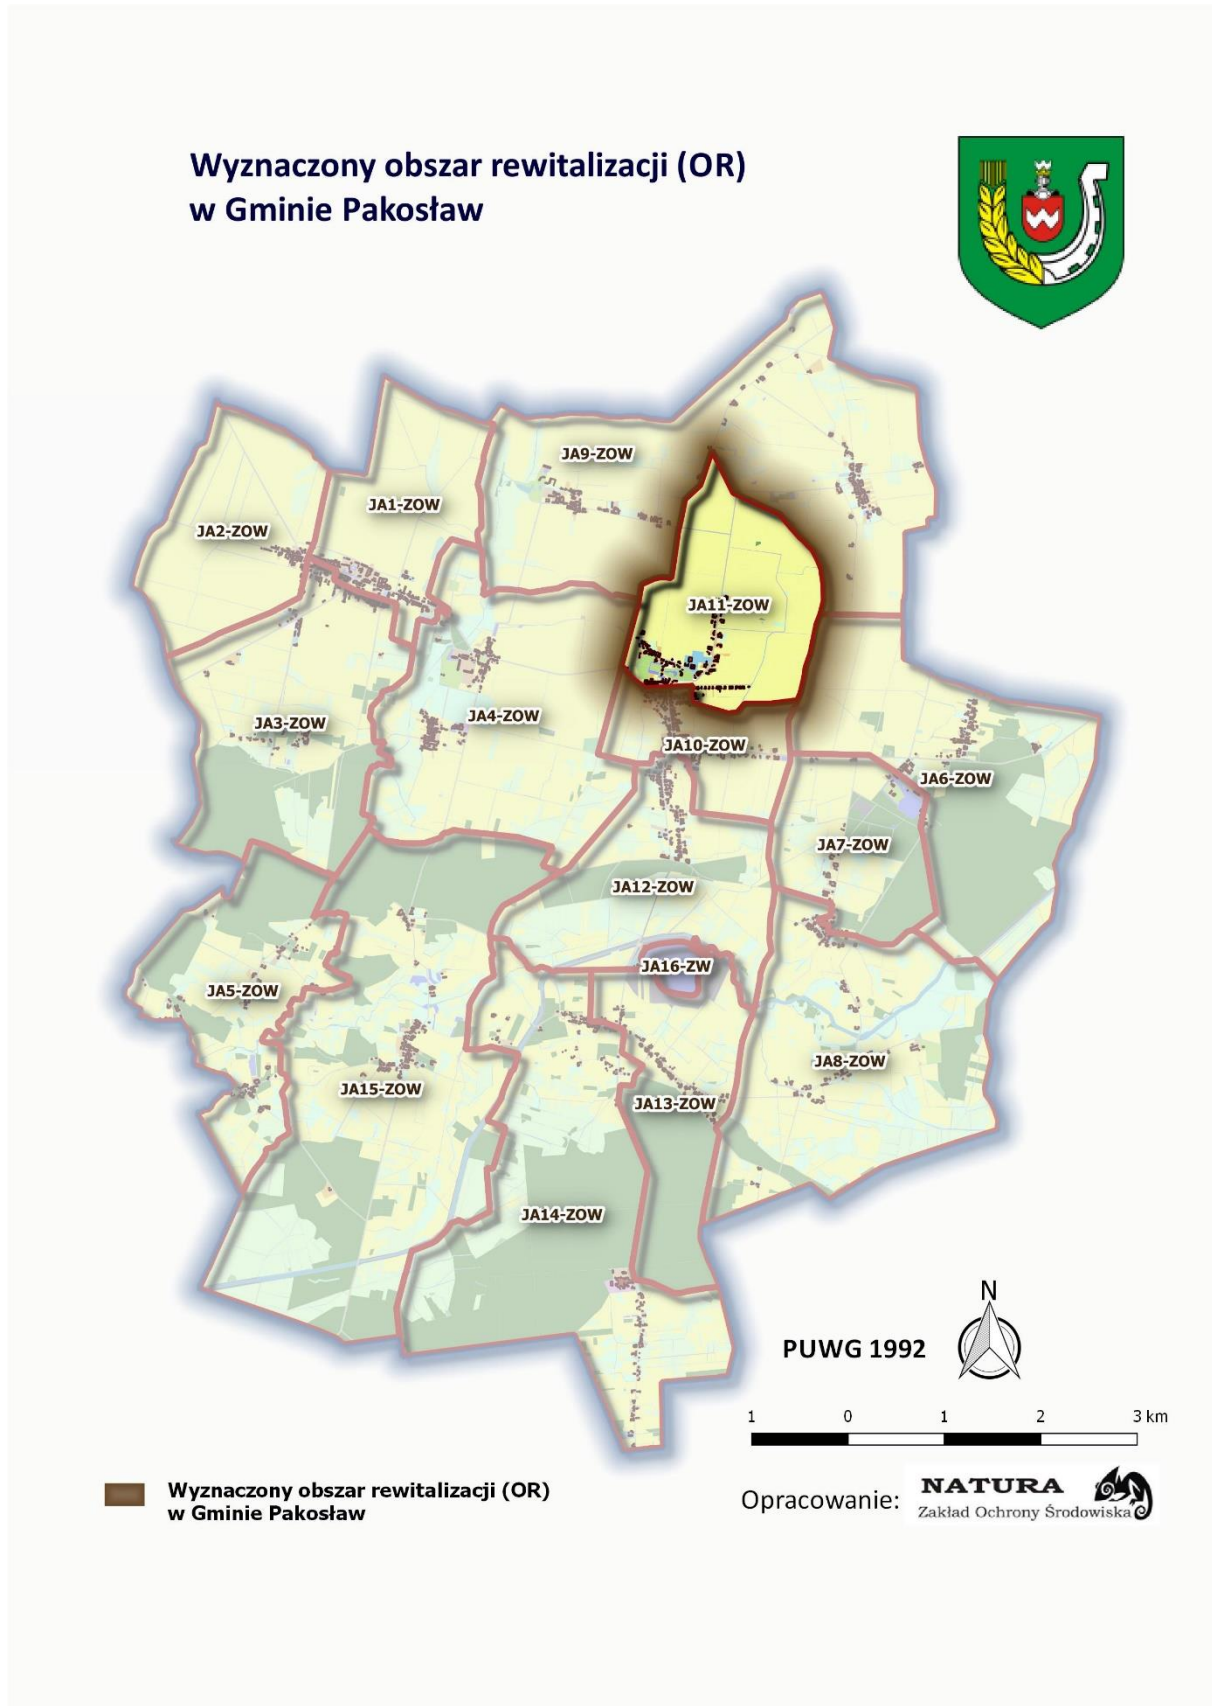 Wyznaczony obszar rewitalizacji (OR)
w Gminie Pakosław
JA9-ZOW
JA1-ZOW
JA2-ZOW
JA11-ZOW
JA4-ZOW
JA3-ZOW
JA10-ZOW
JA6-ZOW
JA7-ZOW
JA12-ZOW
JA16-ZW
JA5-ZOW
JA8-ZOW
JA15-ZOW
JA13-ZOW
JA14-ZOW
N
PUWG 1992
1 0 1 2 3 km
Wyznaczony obszar rewitalizacji (OR)
w Gminie Pakosław
Opracowanie:
NATURA
Zakład Ochrony Środowiska